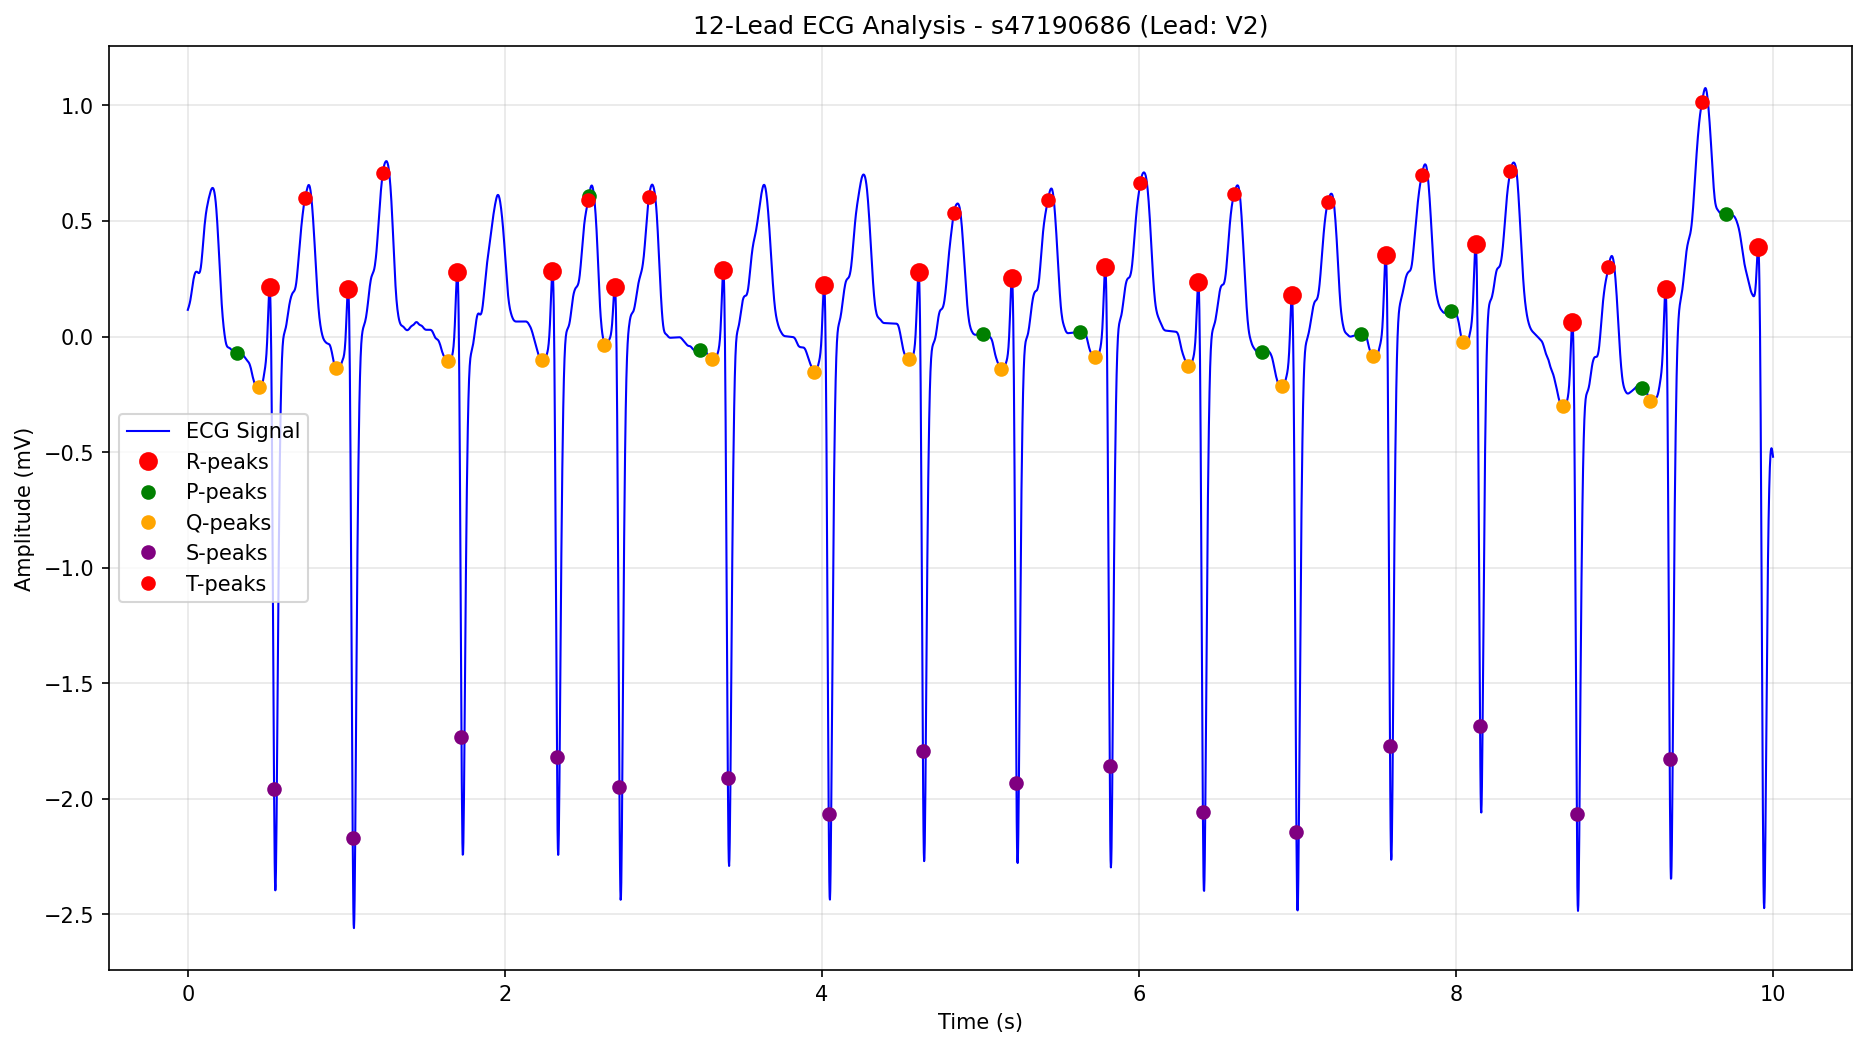 12-Lead ECG Analysis - s47190686 (Lead: V2)
Amplitude (mV)
1.0
0.5
0.0
−0.5
−1.0
−1.5
−2.0
−2.5
ECG Signal
R-peaks
P-peaks
Q-peaks
S-peaks
T-peaks
0 2 4 6 8 10
Time (s)